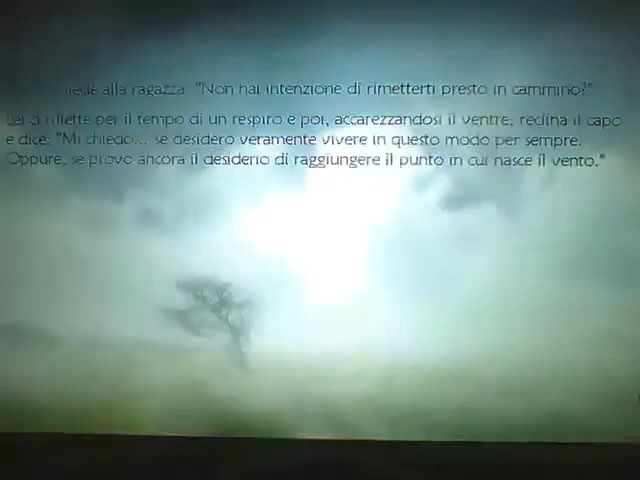 alla ragazza: "Non hai intenzione di rimetterti presto in cammino?"
Lei ci riflette per il tempo di un respiro e poi, accarezzandosi il ventre, reclina il capo
e dice: "Mi chiedo... se desidero veramente vivere in questo modo per sempre.
Oppure, se provo ancora il desiderio di raggiungere il punto in cui nasce il vento."